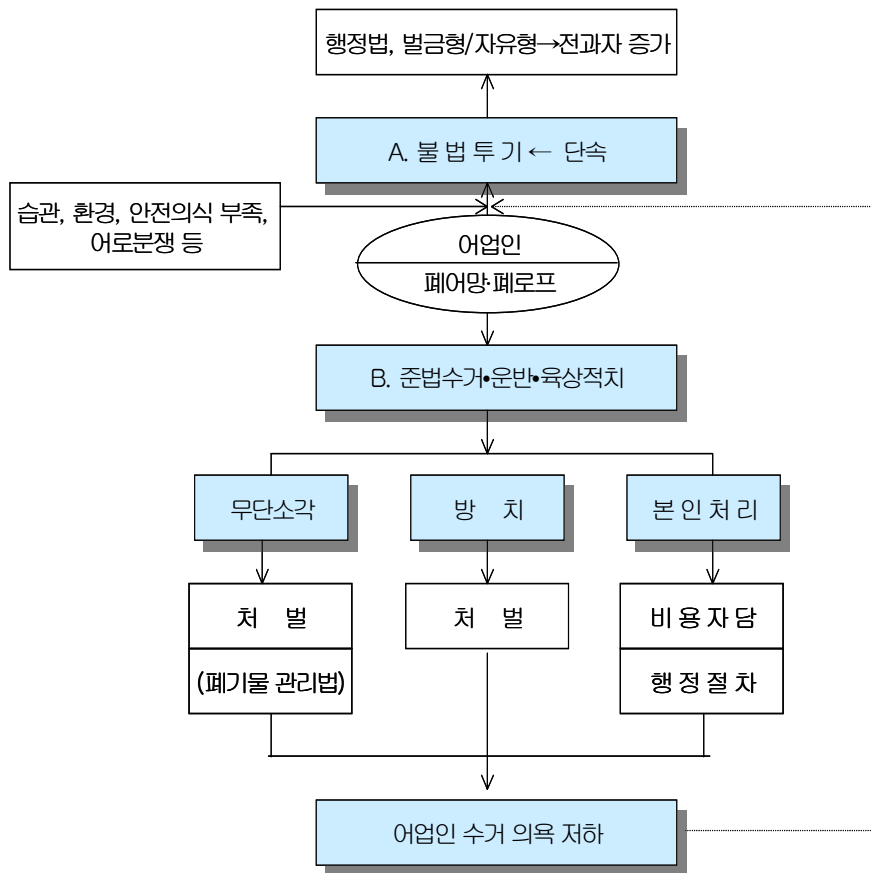 행정법, 벌금형/자유형→전과자 증가
A. 불 법 투 기 ← 단속
습관, 환경, 안전의식 부족,
어로분쟁 등
어업인
폐어망·폐로프
B. 준법수거•운반•육상적치
무단소각
방 치
본 인 처 리
처 벌
(폐기물 관리법)
처 벌
비 용 자 담
행 정 절 차
어업인 수거 의욕 저하